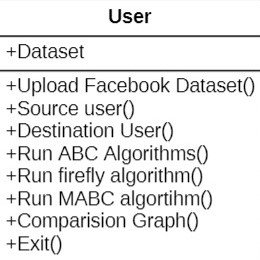 User
+Dataset
+Upload Facebook Dataset()
+Source user()
+Destination User()
+Run ABC Algorithms()
+Run firefly algorithm()
+Run MABC algortihm()
+Comparision Graph()
+Exit()